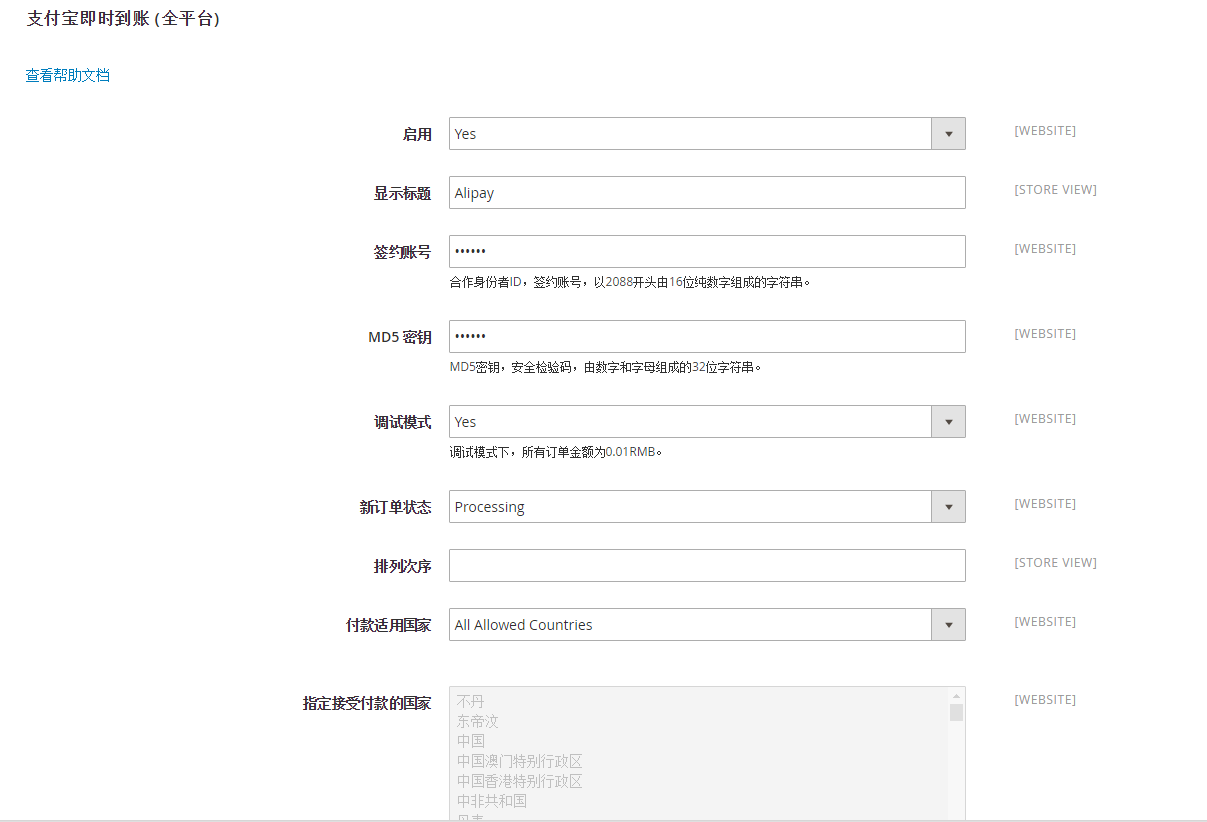 支付宝即时到账 (全平台)
查看帮助文档
启用 Yes [WEBSITE]
显示标题 Alipay [STORE VIEW]
签约账号 •••••• [WEBSITE]
合作身份者ID，签约账号，以2088开头由16位纯数字组成的字符串。
MD5 密钥 •••••• [WEBSITE]
MD5密钥，安全检验码，由数字和字母组成的32位字符串。
调试模式 Yes [WEBSITE]
调试模式下，所有订单金额为0.01RMB。
新订单状态 Processing [WEBSITE]
排列次序 [STORE VIEW]
付款适用国家 All Allowed Countries [WEBSITE]
指定接受付款的国家 不丹 [WEBSITE]
东帝汶
中国
中国澳门特别行政区
中国香港特别行政区
中非共和国